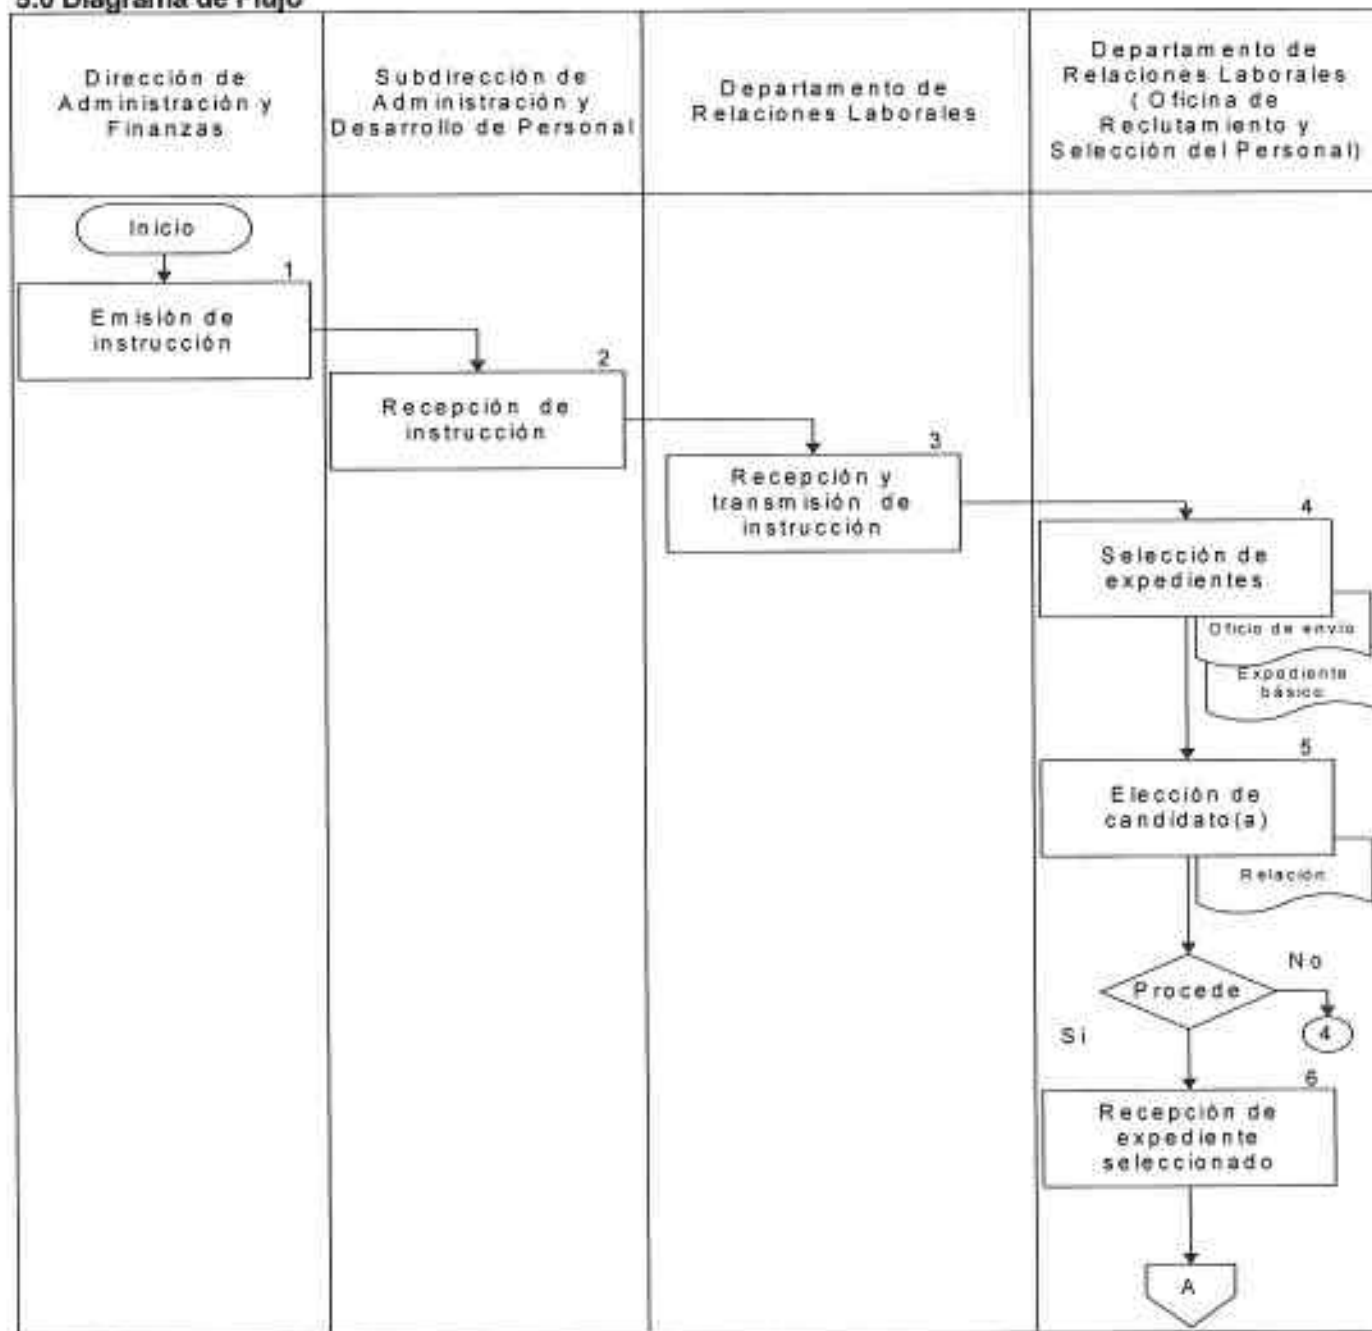 5.0 Diagrama de Flujo
Dirección de
Administración y
Finanzas
Subdirección de
Administración y
Desarrollo de Personal
Departamento de
Relaciones Laborales
Departamento de
Relaciones Laborales
( Oficina de
Reclutamiento y
Selección del Personal)
Inicio
1
Emisión de
instrucción
2
Recepción de
instrucción
3
Recepción y
transmisión de
instrucción
4
Selección de
expedientes
Oficio de envío
Expediente
básico
5
Elección de
candidato(a)
Relación
Procede
No
4
Si
6
Recepción de
expediente
seleccionado
A